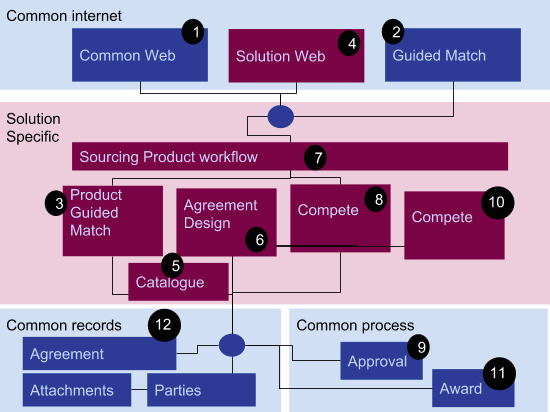 Common internet
1
Common Web
4
Solution Web
2
Guided Match
Solution
Specific
Sourcing Product workflow
7
3
Product
Guided
Match
Agreement
Design
6
8
Compete
10
Compete
5
Catalogue
Common records
12
Agreement
Attachments
Parties
Common process
9
Approval
11
Award